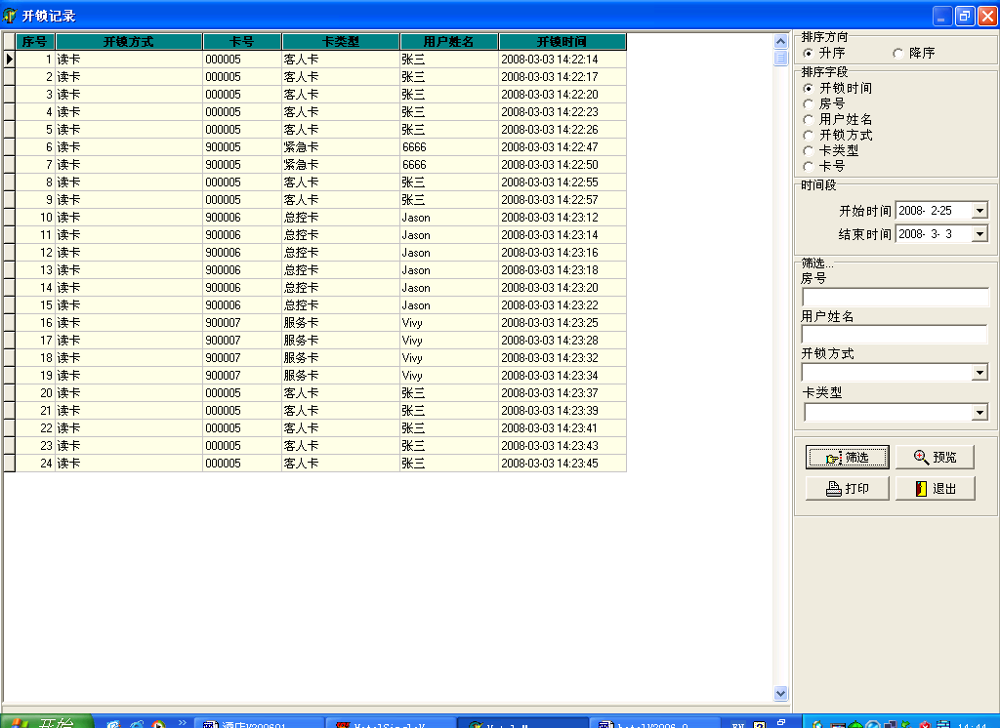 开锁记录
序号 开锁方式 卡号 卡类型 用户姓名 开锁时间
1 读卡 000005 客人卡 张三 2008-03-03 14:22:14
2 读卡 000005 客人卡 张三 2008-03-03 14:22:17
3 读卡 000005 客人卡 张三 2008-03-03 14:22:20
4 读卡 000005 客人卡 张三 2008-03-03 14:22:23
5 读卡 000005 客人卡 张三 2008-03-03 14:22:26
6 读卡 900005 紧急卡 6666 2008-03-03 14:22:47
7 读卡 900005 紧急卡 6666 2008-03-03 14:22:50
8 读卡 000005 客人卡 张三 2008-03-03 14:22:55
9 读卡 000005 客人卡 张三 2008-03-03 14:22:57
10 读卡 900006 总控卡 Jason 2008-03-03 14:23:12
11 读卡 900006 总控卡 Jason 2008-03-03 14:23:14
12 读卡 900006 总控卡 Jason 2008-03-03 14:23:16
13 读卡 900006 总控卡 Jason 2008-03-03 14:23:18
14 读卡 900006 总控卡 Jason 2008-03-03 14:23:20
15 读卡 900006 总控卡 Jason 2008-03-03 14:23:22
16 读卡 900007 服务卡 Vivy 2008-03-03 14:23:25
17 读卡 900007 服务卡 Vivy 2008-03-03 14:23:28
18 读卡 900007 服务卡 Vivy 2008-03-03 14:23:32
19 读卡 900007 服务卡 Vivy 2008-03-03 14:23:34
20 读卡 000005 客人卡 张三 2008-03-03 14:23:37
21 读卡 000005 客人卡 张三 2008-03-03 14:23:39
22 读卡 000005 客人卡 张三 2008-03-03 14:23:41
23 读卡 000005 客人卡 张三 2008-03-03 14:23:43
24 读卡 000005 客人卡 张三 2008-03-03 14:23:45
排序方向
升序 降序
排序字段
开锁时间
房号
用户姓名
开锁方式
卡类型
卡号
时间段
开始时间 2008- 2-25
结束时间 2008- 3- 3
筛选...
房号
用户姓名
开锁方式
卡类型
筛选 预览
打印 退出
开始